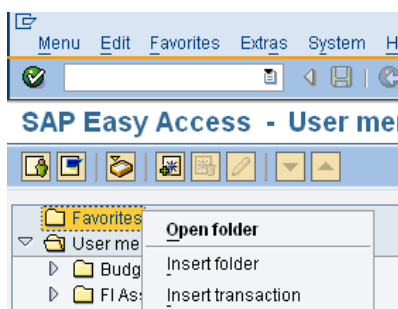 Menu Edit Favorites Extras System H
SAP Easy Access - User me
Favorites
Open folder
User me
Insert folder
Budg
Insert transaction
FI As